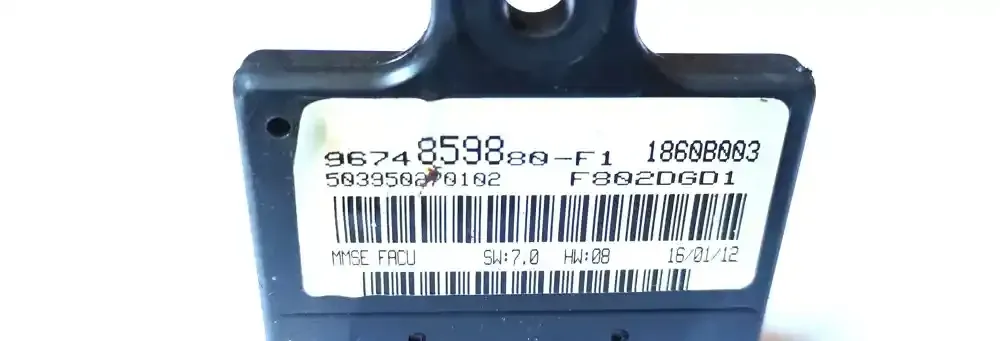 9674859880-F1 1860B003
503950270102 F802DGD1
MMSE FACU SW:7.0 HW:08 16/01/12